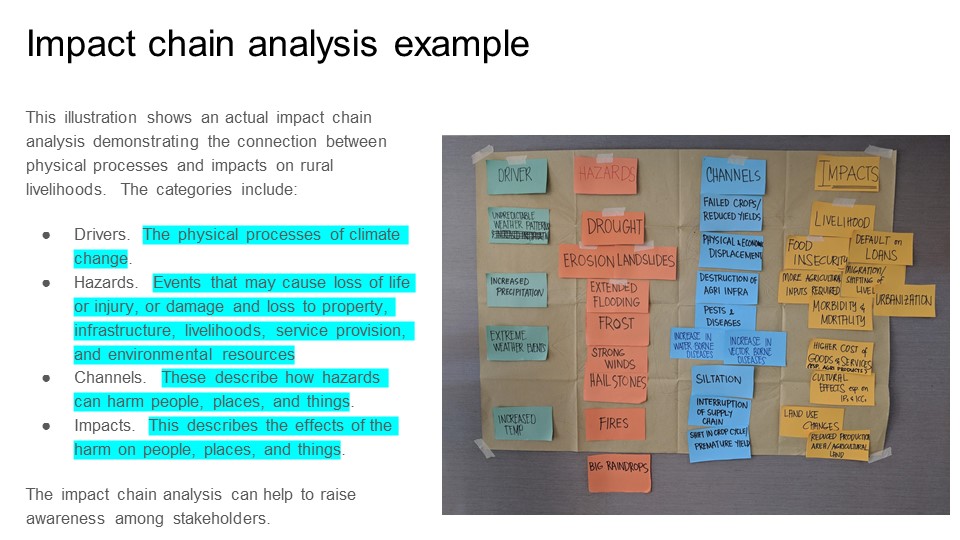 Impact chain analysis example
This illustration shows an actual impact chain
analysis demonstrating the connection between
physical processes and impacts on rural
livelihoods. The categories include:
● Drivers. The physical processes of climate
change.
● Hazards. Events that may cause loss of life
or injury, or damage and loss to property,
infrastructure, livelihoods, service provision,
and environmental resources
● Channels. These describe how hazards
can harm people, places, and things.
● Impacts. This describes the effects of the
harm on people, places, and things.
The impact chain analysis can help to raise
awareness among stakeholders.
DRIVER
UNPREDICTABLE
WEATHER PATTERNS
INCREASED
PRECIPITATION
EXTREME
WEATHER EVENTS
INCREASED
TEMP
HAZARDS
DROUGHT
EROSION LANDSLIDES
EXTENDED
FLOODING
FROST
STRONG
WINDS
HAILSTONES
FIRES
BIG RAINDROPS
CHANNELS
FAILED CROPS/
REDUCED YIELDS
PHYSICAL & ECONOMIC
DISPLACEMENT
DESTRUCTION OF
AGRI INFRA
PESTS &
DISEASES
INCREASE IN
WATER BORNE
DISEASES
INCREASE IN
VECTOR BORNE
DISEASES
SILTATION
INTERRUPTION
OF SUPPLY
CHAIN
SHIFT IN CROP CYCLE/
PREMATURE YIELD
IMPACTS
LIVELIHOOD
FOOD
INSECURITY
DEFAULT on
LOANS
MORE AGRICULTURAL
INPUTS REQUIRED
MIGRATION/
SHIFTING of
URBANIZATION
MORBIDITY &
MORTALITY
HIGHER COST of
GOODS & SERVICES
(ESP. AGRI PRODUCTS)
CULTURAL
EFFECTS esp on
LAND USE
CHANGES
REDUCED PRODUCTION
AREA/AGRICULTURAL
LAND